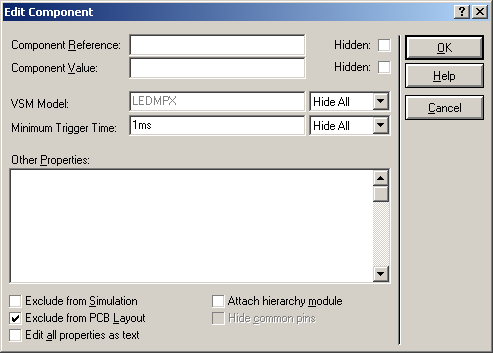 Edit Component
Component Reference: Hidden:
Component Value: Hidden:
VSM Model: LEDMPX Hide All
Minimum Trigger Time: 1ms Hide All
Other Properties:
Exclude from Simulation Attach hierarchy module
Exclude from PCB Layout Hide common pins
Edit all properties as text
OK
Help
Cancel